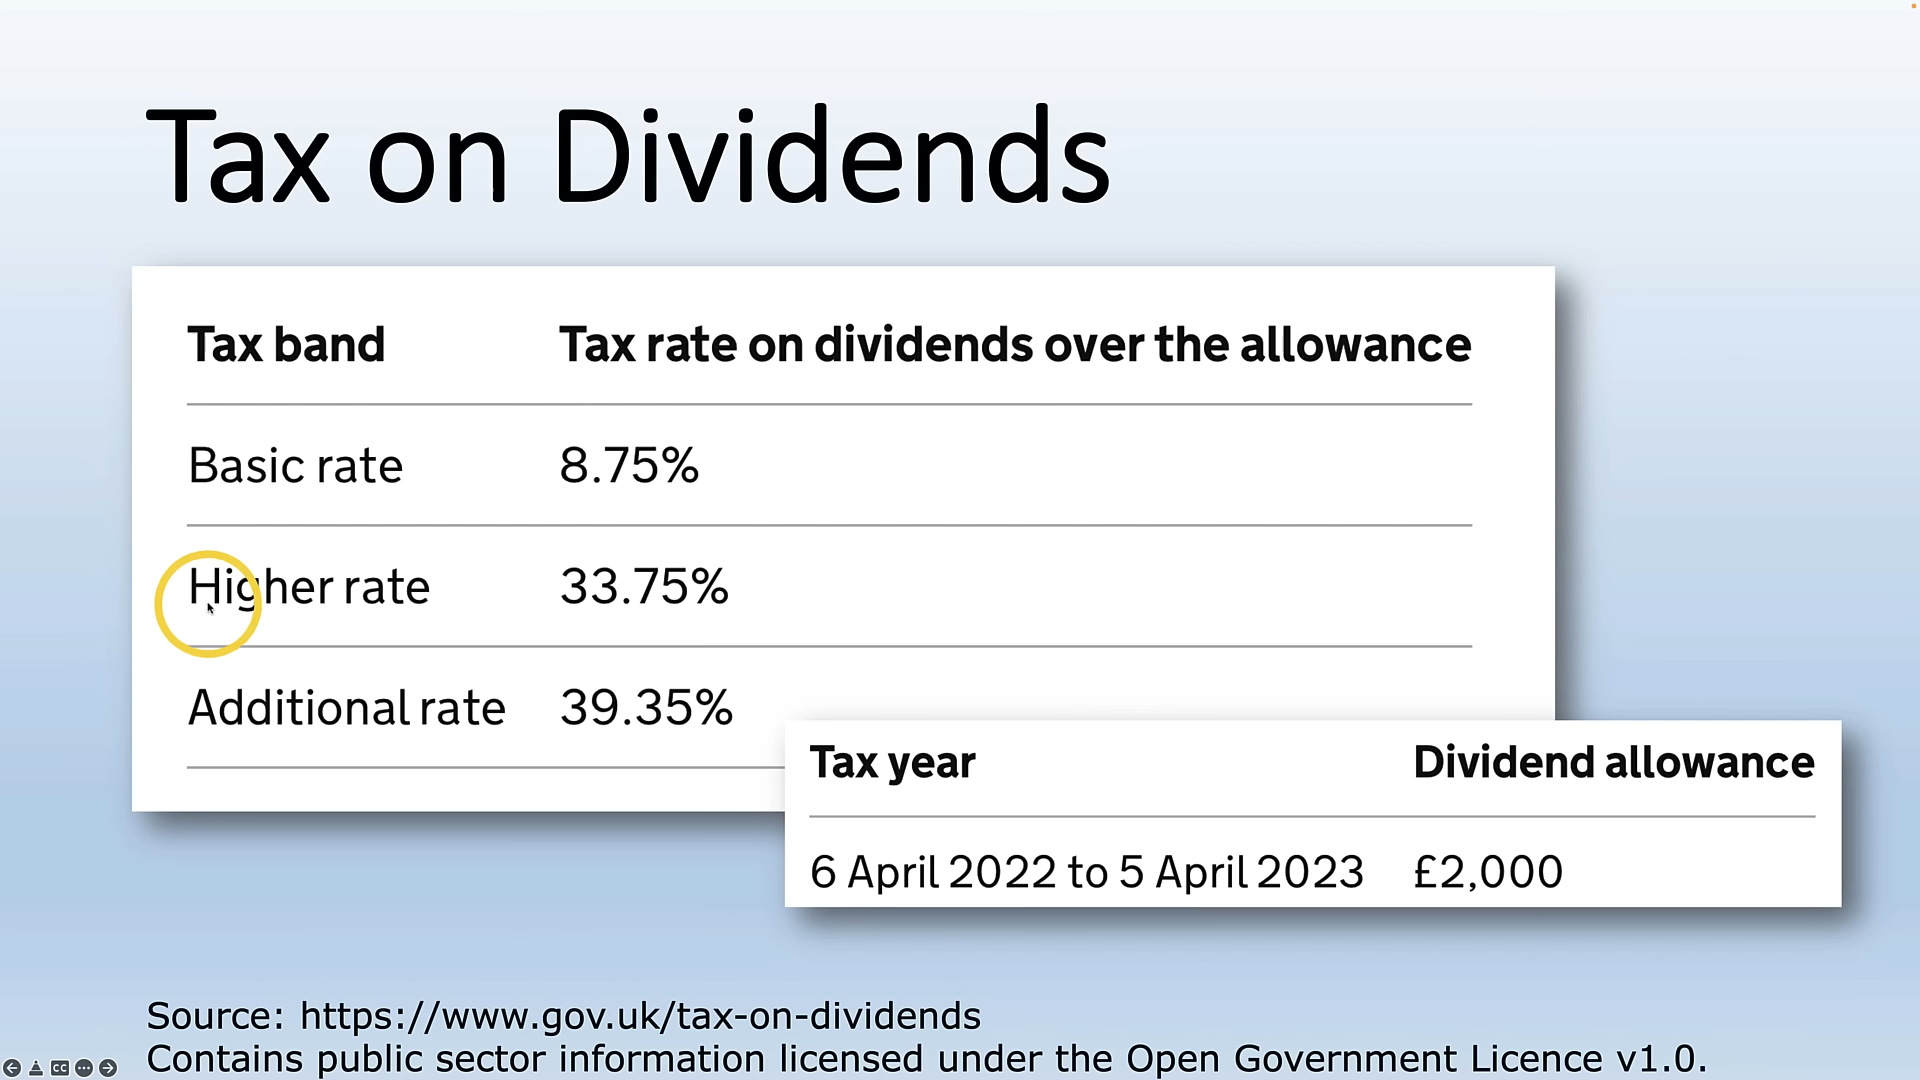 Tax on Dividends
Tax band Tax rate on dividends over the allowance
Basic rate 8.75%
Higher rate 33.75%
Additional rate 39.35%
Tax year Dividend allowance
6 April 2022 to 5 April 2023 £2,000
Source: https://www.gov.uk/tax-on-dividends
Contains public sector information licensed under the Open Government Licence v1.0.
CC